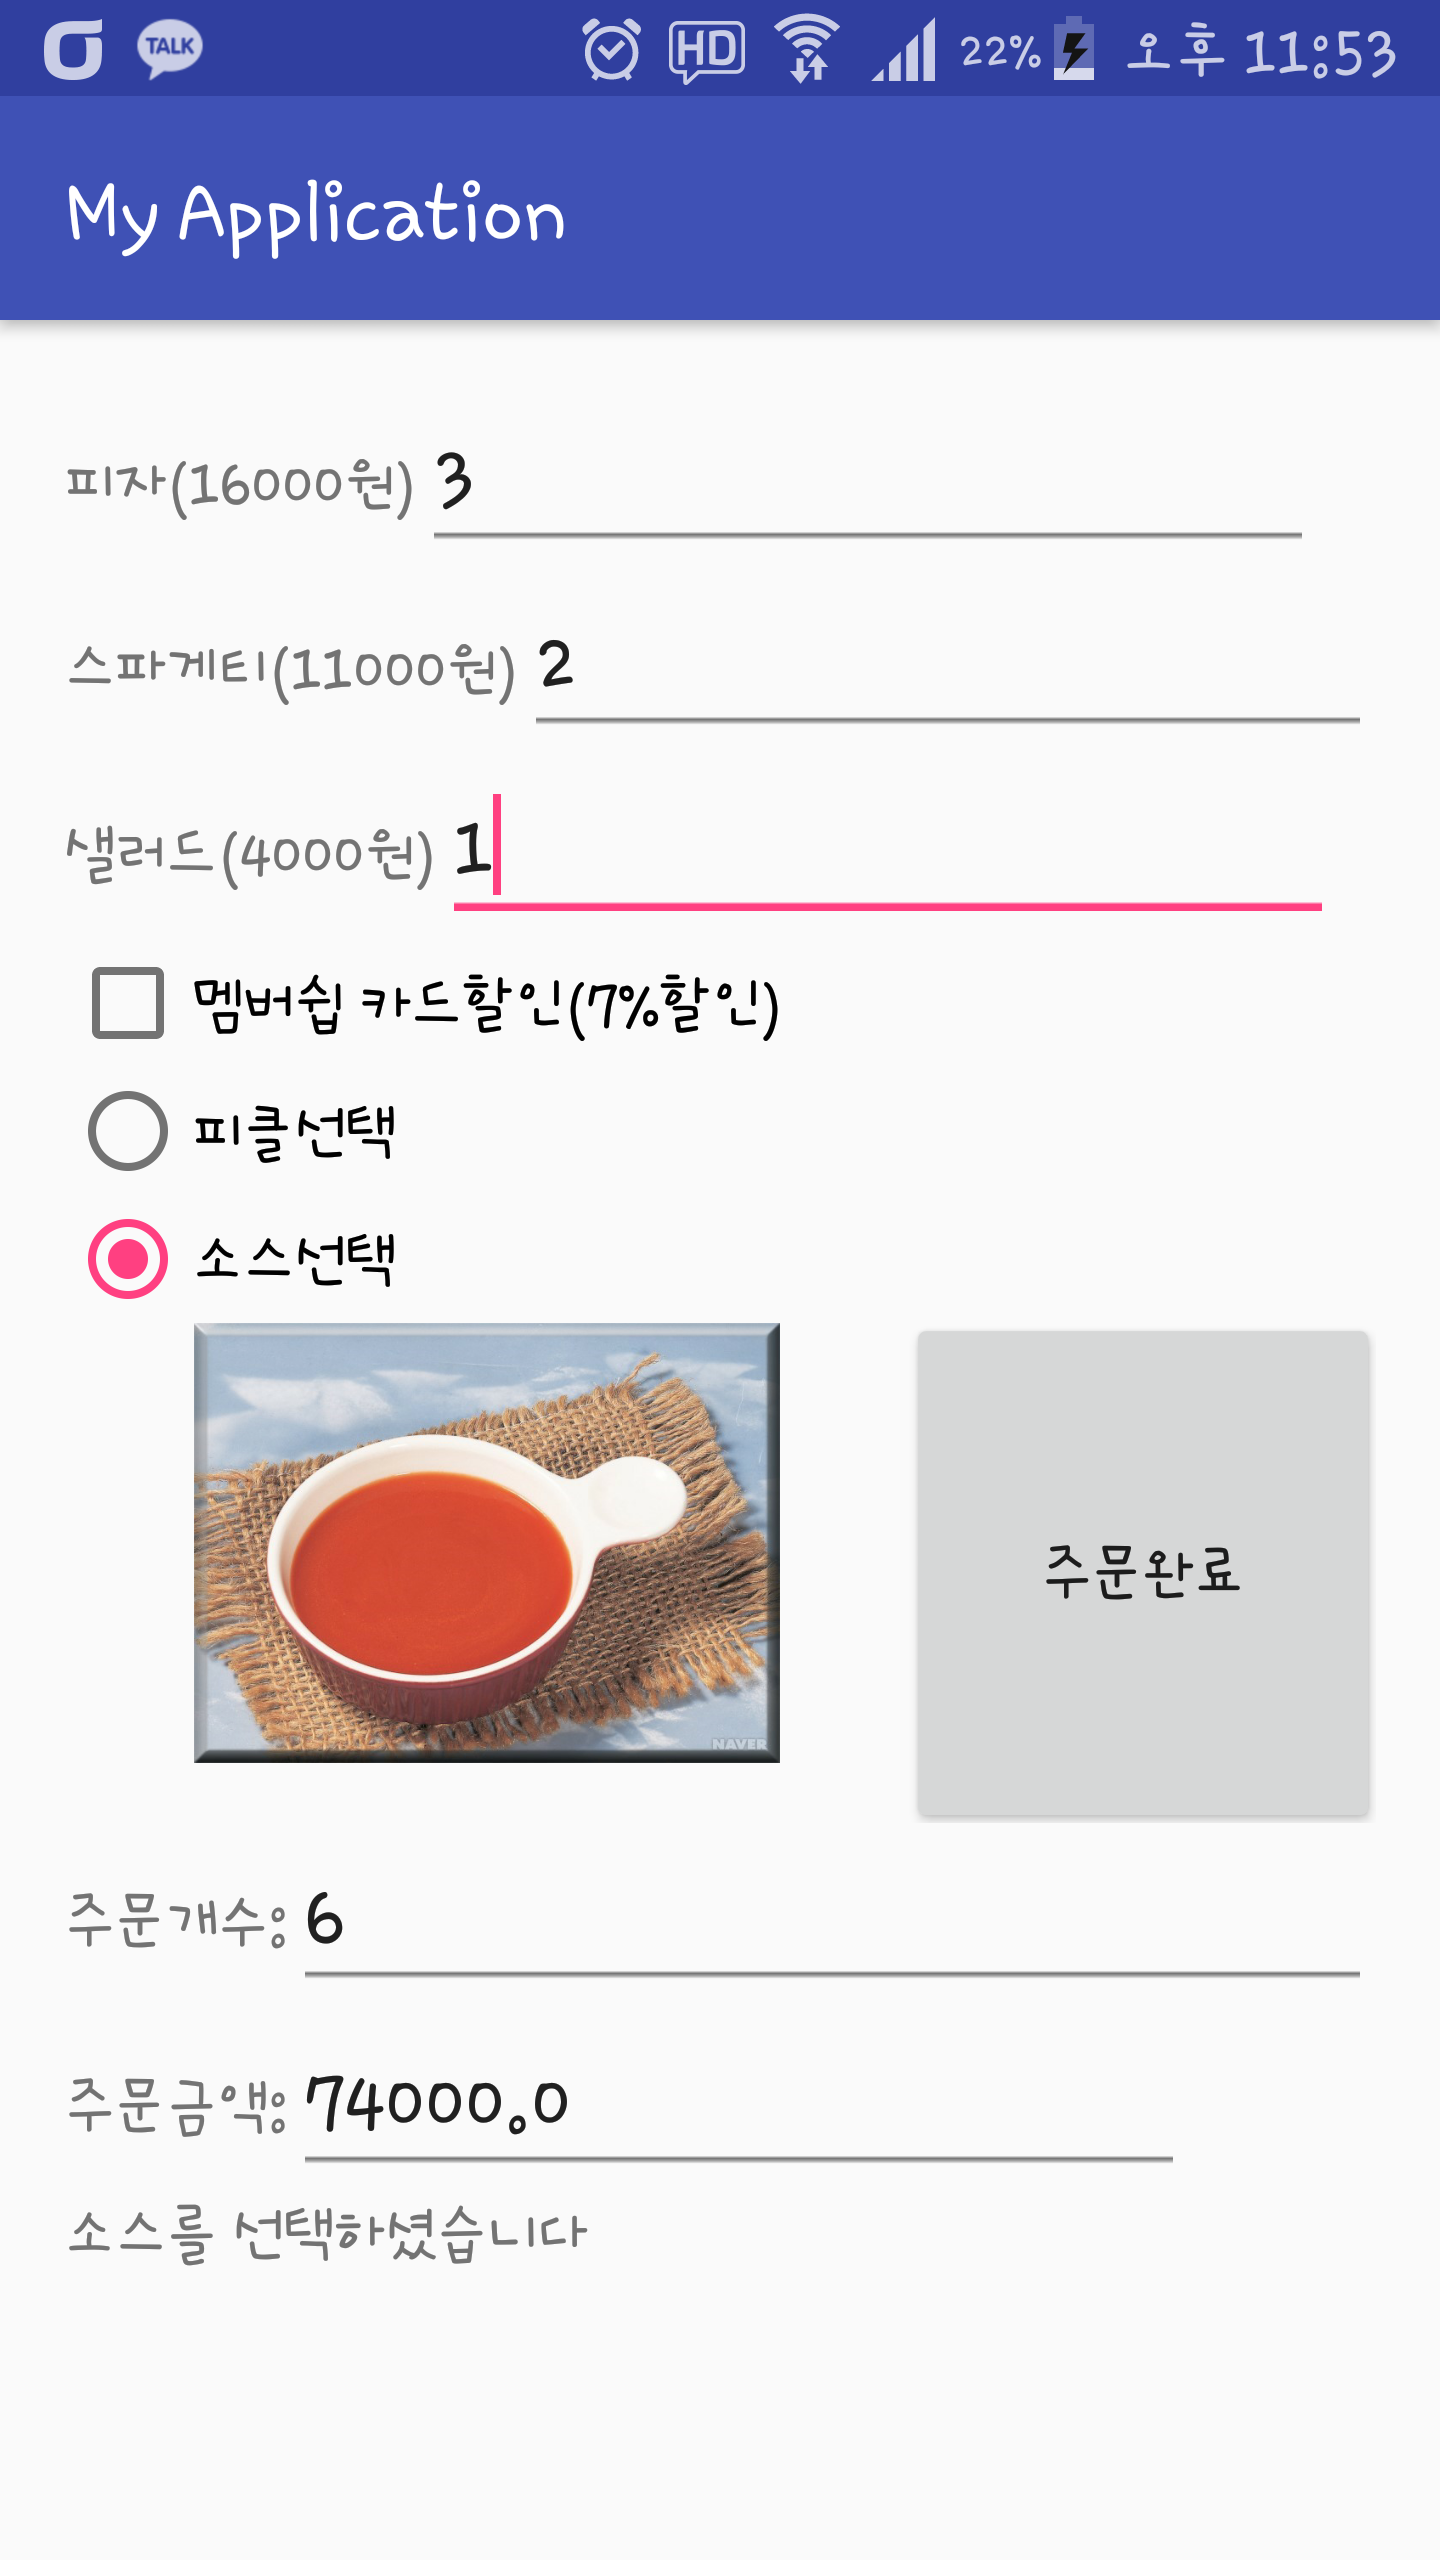 TALK HD 22% 오후 11:53
My Application
피자(16000원) 3
스파게티(11000원) 2
샐러드(4000원) 1
멤버쉽 카드할인(7%할인)
피클선택
소스선택
NAVER
주문완료
주문개수: 6
주문금액: 74000.0
소스를 선택하셨습니다